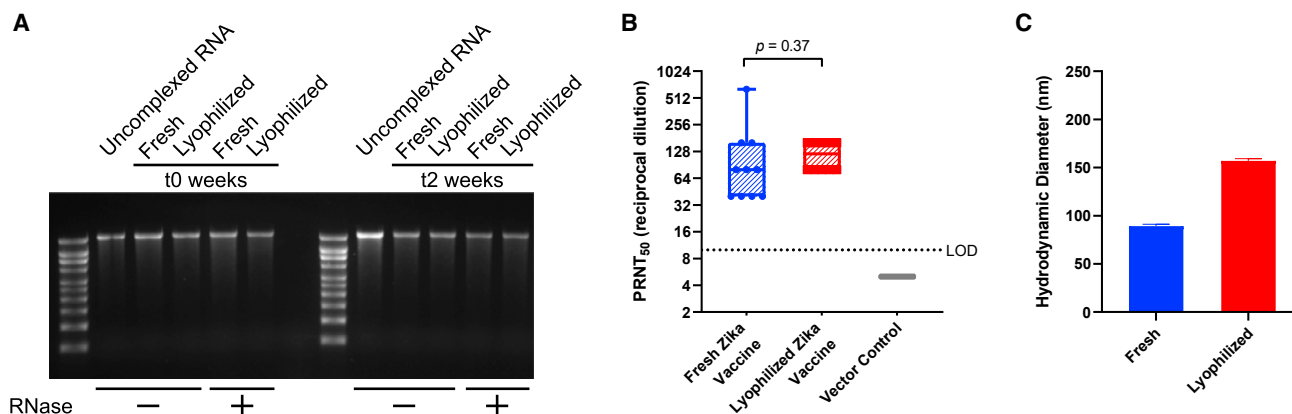 A
Uncomplexed RNA
Fresh
Lyophilized
Fresh
Lyophilized
t0 weeks
Uncomplexed RNA
Fresh
Lyophilized
Fresh
Lyophilized
t2 weeks
RNase
−
+
−
+
B
p = 0.37
PRNT50 (reciprocal dilution)
1024
512
256
128
64
32
16
8
4
2
LOD
Fresh Zika
Vaccine
Lyophilized Zika
Vaccine
Vector Control
C
Hydrodynamic Diameter (nm)
250
200
150
100
50
0
Fresh
Lyophilized